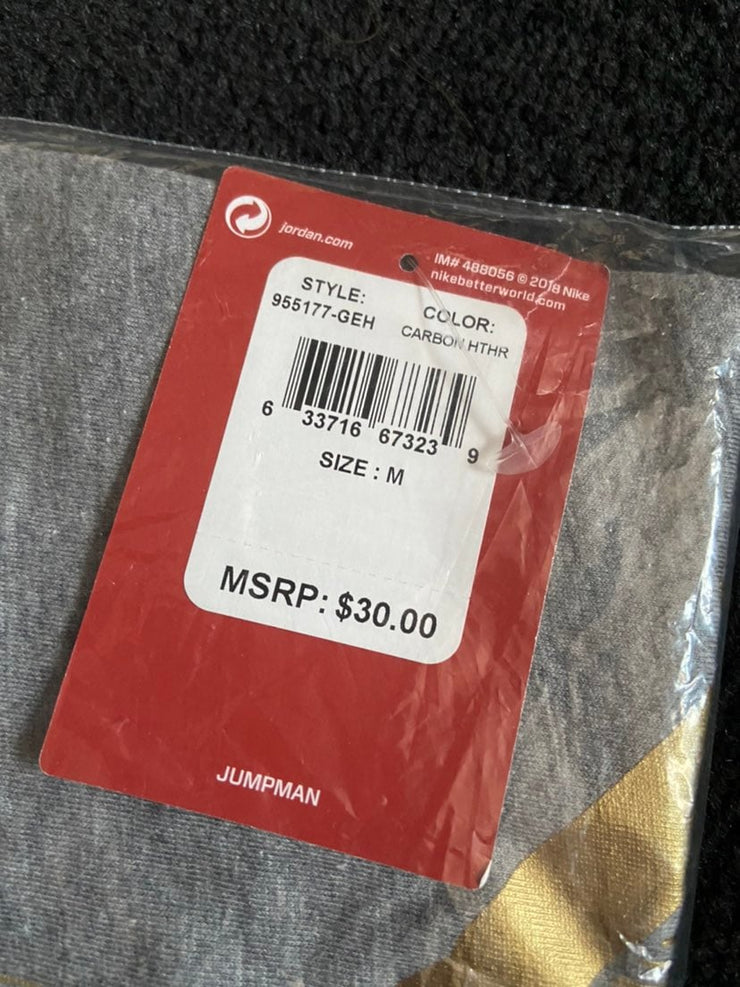 jordan.com
IM# 488056 © 2018 Nike
nikebetterworld.com
STYLE:
955177-GEH
COLOR:
CARBON HTHR
6 33716 67323 9
SIZE : M
MSRP: $30.00
JUMPMAN